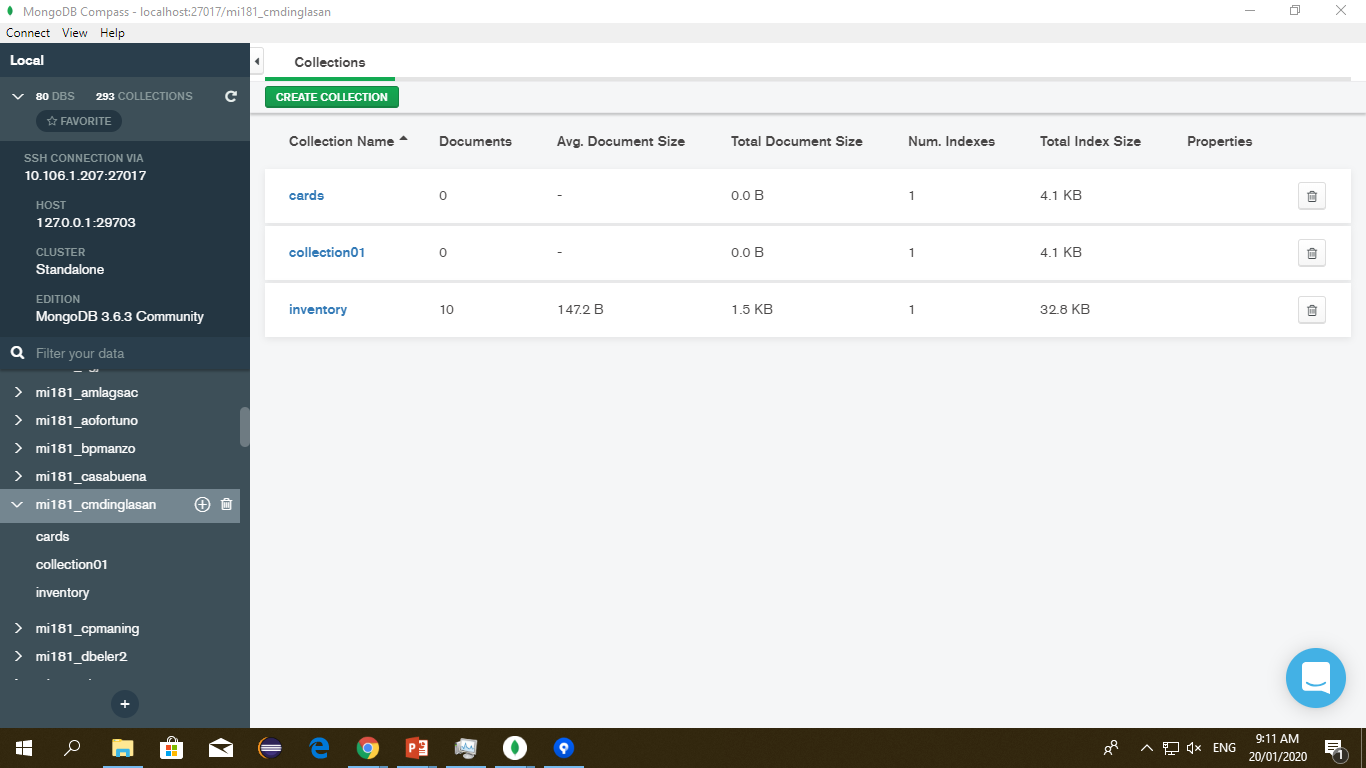 MongoDB Compass - localhost:27017/mi181_cmdinglasan
Connect View Help
Local
80 DBS 293 COLLECTIONS
FAVORITE
SSH CONNECTION VIA
10.106.1.207:27017
HOST
127.0.0.1:29703
CLUSTER
Standalone
EDITION
MongoDB 3.6.3 Community
Filter your data
mi181_amlagsac
mi181_aofortuno
mi181_bpmanzo
mi181_casabuena
mi181_cmdinglasan
cards
collection01
inventory
mi181_cpmaning
mi181_dbeler2
Collections
CREATE COLLECTION
Collection Name Documents Avg. Document Size Total Document Size Num. Indexes Total Index Size Properties
cards 0 - 0.0 B 1 4.1 KB
collection01 0 - 0.0 B 1 4.1 KB
inventory 10 147.2 B 1.5 KB 1 32.8 KB
ENG
9:11 AM
20/01/2020
1